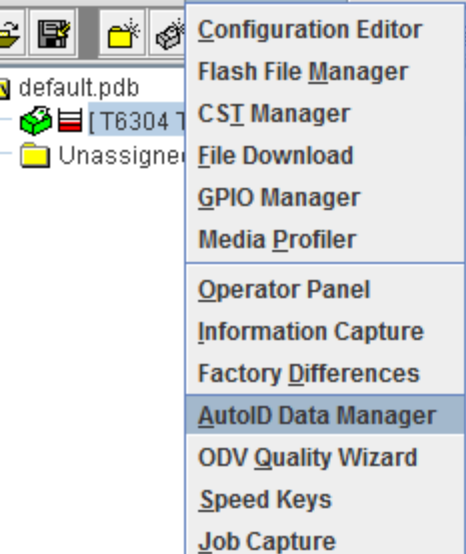 default.pdb
[ T6304 T
Unassigned
Configuration Editor
Flash File Manager
CST Manager
File Download
GPIO Manager
Media Profiler
Operator Panel
Information Capture
Factory Differences
AutoID Data Manager
ODV Quality Wizard
Speed Keys
Job Capture